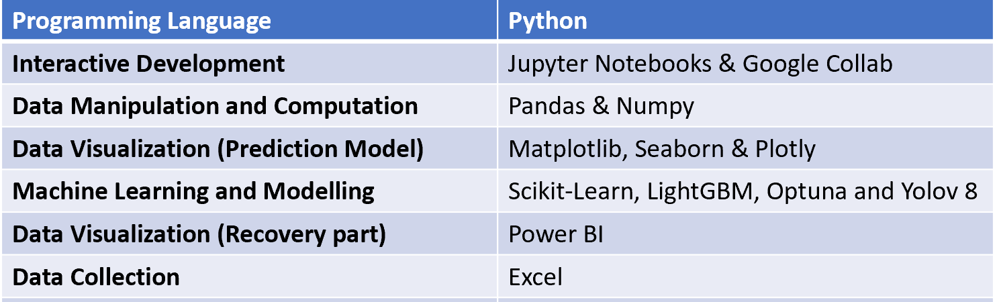 Programming Language Python
Interactive Development Jupyter Notebooks & Google Collab
Data Manipulation and Computation Pandas & Numpy
Data Visualization (Prediction Model) Matplotlib, Seaborn & Plotly
Machine Learning and Modelling Scikit-Learn, LightGBM, Optuna and Yolov 8
Data Visualization (Recovery part) Power BI
Data Collection Excel